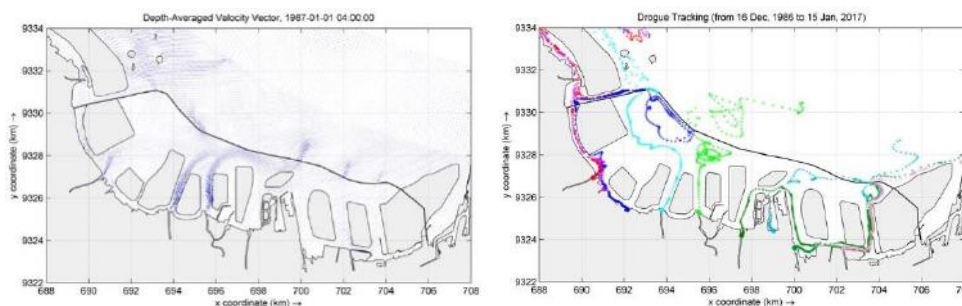 Depth-Averaged Velocity Vector, 1987-01-01 04:00:00
9334
9332
9330
9328
9326
9324
9322
y coordinate (km) →
688 690 692 694 696 698 700 702 704 706 708
x coordinate (km) →
Drogue Tracking (from 16 Dec, 1986 to 15 Jan, 2017)
9334
9332
9330
9328
9326
9324
9322
y coordinate (km) →
688 690 692 694 696 698 700 702 704 706 708
x coordinate (km) →